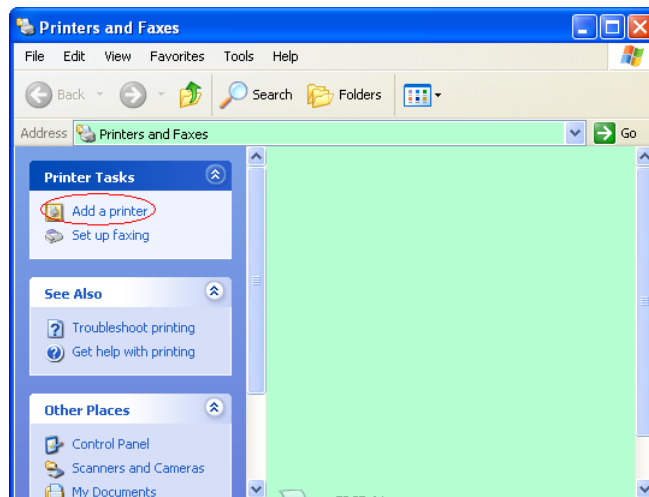 Printers and Faxes
File Edit View Favorites Tools Help
Back Search Folders
Address Printers and Faxes Go
Printer Tasks
Add a printer
Set up faxing
See Also
Troubleshoot printing
Get help with printing
Other Places
Control Panel
Scanners and Cameras
My Documents